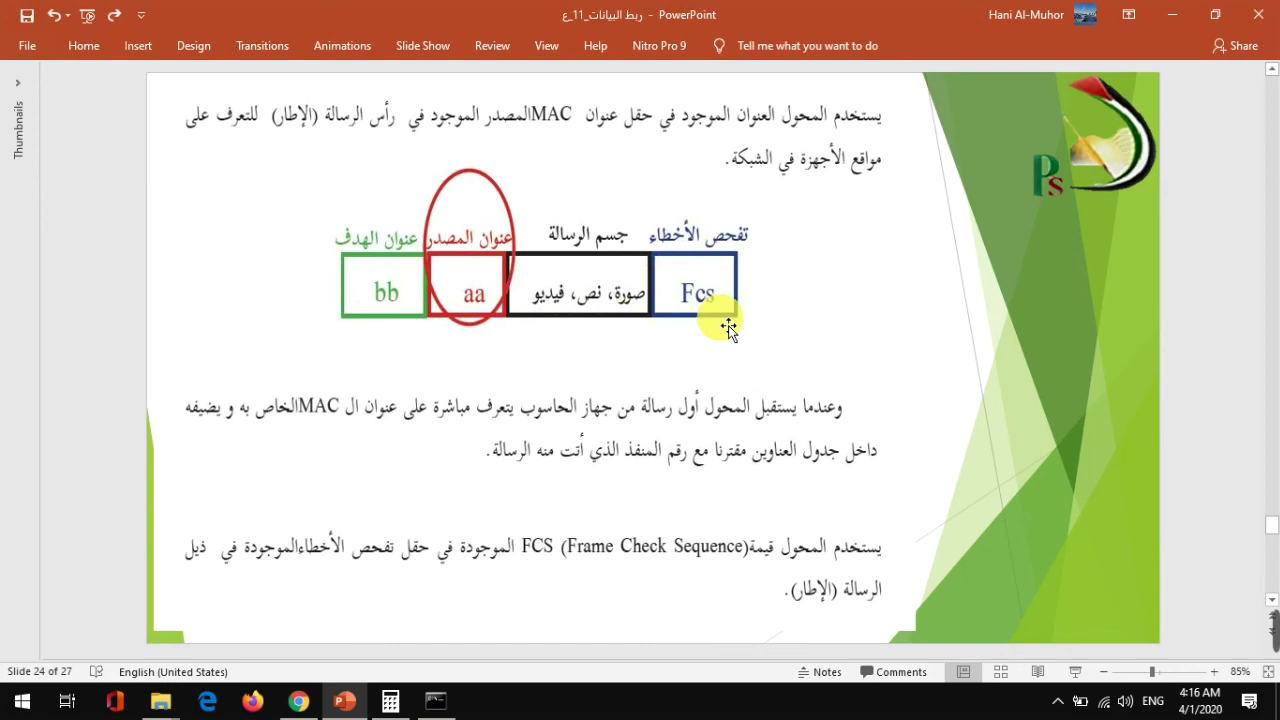 ربط البيانات_11_ع - PowerPoint
Hani Al-Muhor
File Home Insert Design Transitions Animations Slide Show Review View Help Nitro Pro 9 Tell me what you want to do Share
Thumbnails
يستخدم المحول العنوان الموجود في حقل عنوان MACالمصدر الموجود في رأس الرسالة (الإطار) للتعرف على
مواقع الأجهزة في الشبكة.
عنوان الهدف عنوان المصدر جسم الرسالة تفحص الأخطاء
bb aa صورة، نص، فيديو Fcs
وعندما يستقبل المحول أول رسالة من جهاز الحاسوب يتعرف مباشرة على عنوان ال MACالخاص به و يضيفه
داخل جدول العناوين مقترنا مع رقم المنفذ الذي أتت منه الرسالة.
يستخدم المحول قيمة(Frame Check Sequence) FCS الموجودة في حقل تفحص الأخطاءالموجودة في ذيل
الرسالة (الإطار).
Ps
Slide 24 of 27 English (United States) Notes Comments 85%
ENG
4:16 AM
4/1/2020